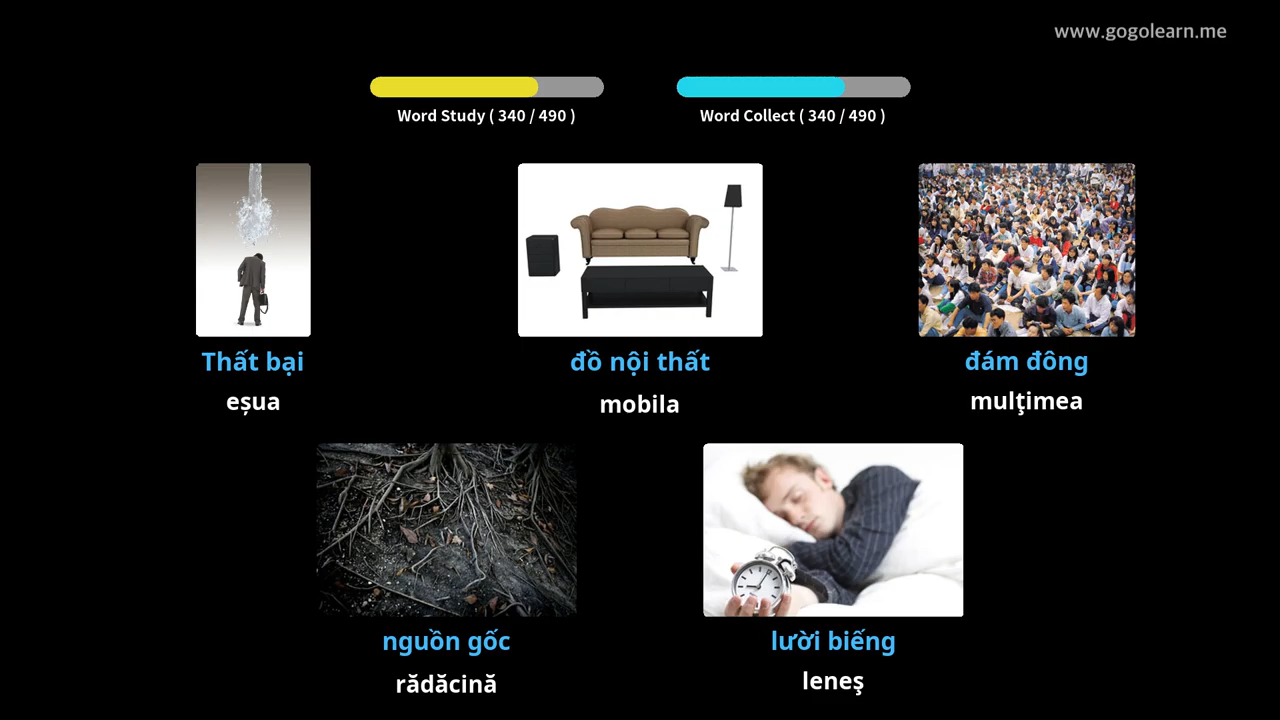 www.gogolearn.me
Word Study ( 340 / 490 )
Word Collect ( 340 / 490 )
Thất bại
đồ nội thất
đám đông
eșua
mobila
mulţimea
nguồn gốc
lười biếng
rădăcină
leneş